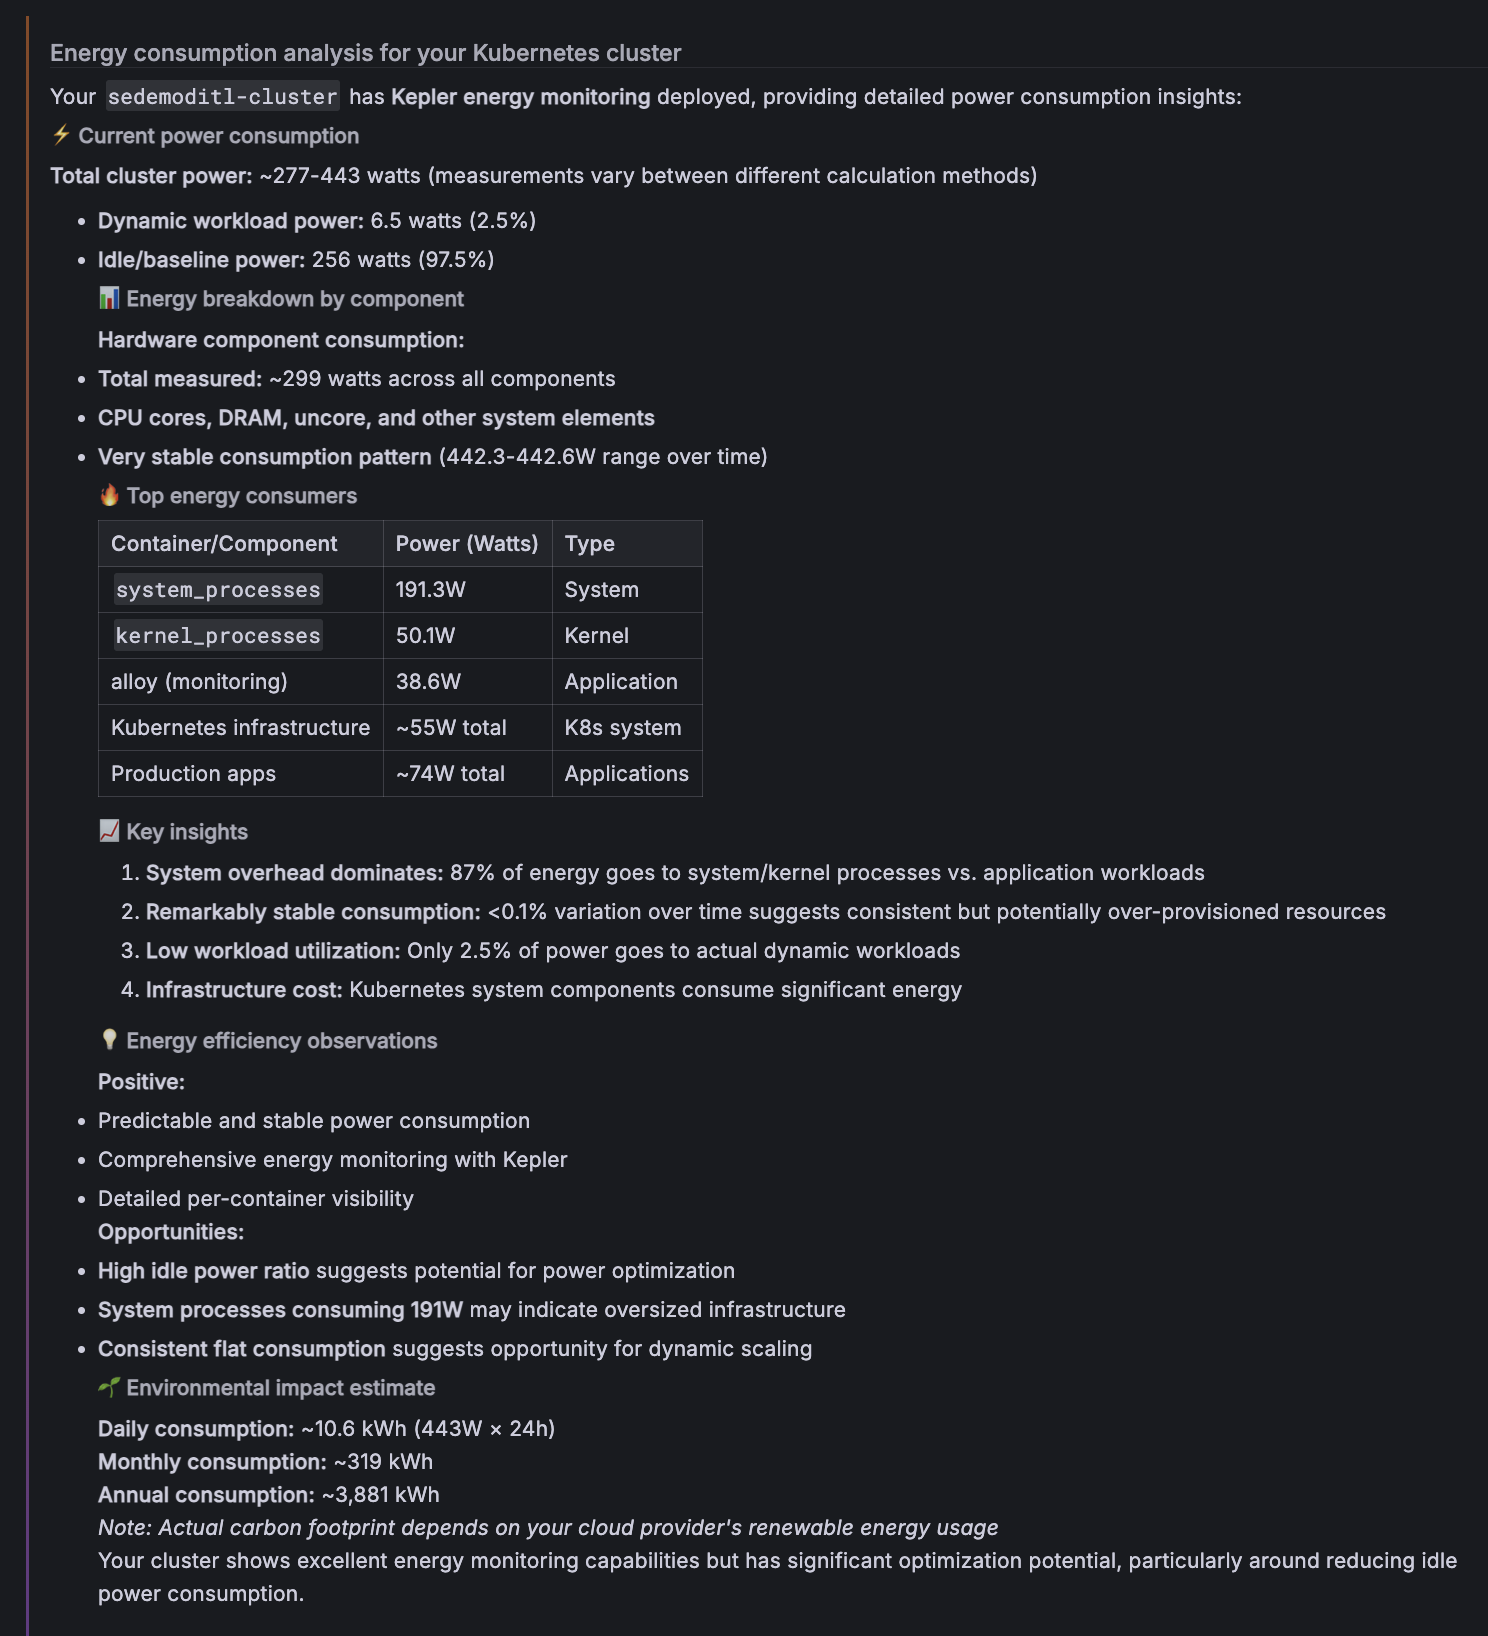 Energy consumption analysis for your Kubernetes cluster
Your sedemoditl-cluster has Kepler energy monitoring deployed, providing detailed power consumption insights:
⚡ Current power consumption
Total cluster power: ~277-443 watts (measurements vary between different calculation methods)
• Dynamic workload power: 6.5 watts (2.5%)
• Idle/baseline power: 256 watts (97.5%)
📊 Energy breakdown by component
Hardware component consumption:
• Total measured: ~299 watts across all components
• CPU cores, DRAM, uncore, and other system elements
• Very stable consumption pattern (442.3-442.6W range over time)
🔥 Top energy consumers
Container/Component Power (Watts) Type
system_processes 191.3W System
kernel_processes 50.1W Kernel
alloy (monitoring) 38.6W Application
Kubernetes infrastructure ~55W total K8s system
Production apps ~74W total Applications
📈 Key insights
1. System overhead dominates: 87% of energy goes to system/kernel processes vs. application workloads
2. Remarkably stable consumption: <0.1% variation over time suggests consistent but potentially over-provisioned resources
3. Low workload utilization: Only 2.5% of power goes to actual dynamic workloads
4. Infrastructure cost: Kubernetes system components consume significant energy
💡 Energy efficiency observations
Positive:
• Predictable and stable power consumption
• Comprehensive energy monitoring with Kepler
• Detailed per-container visibility
Opportunities:
• High idle power ratio suggests potential for power optimization
• System processes consuming 191W may indicate oversized infrastructure
• Consistent flat consumption suggests opportunity for dynamic scaling
🌱 Environmental impact estimate
Daily consumption: ~10.6 kWh (443W × 24h)
Monthly consumption: ~319 kWh
Annual consumption: ~3,881 kWh
Note: Actual carbon footprint depends on your cloud provider's renewable energy usage
Your cluster shows excellent energy monitoring capabilities but has significant optimization potential, particularly around reducing idle
power consumption.